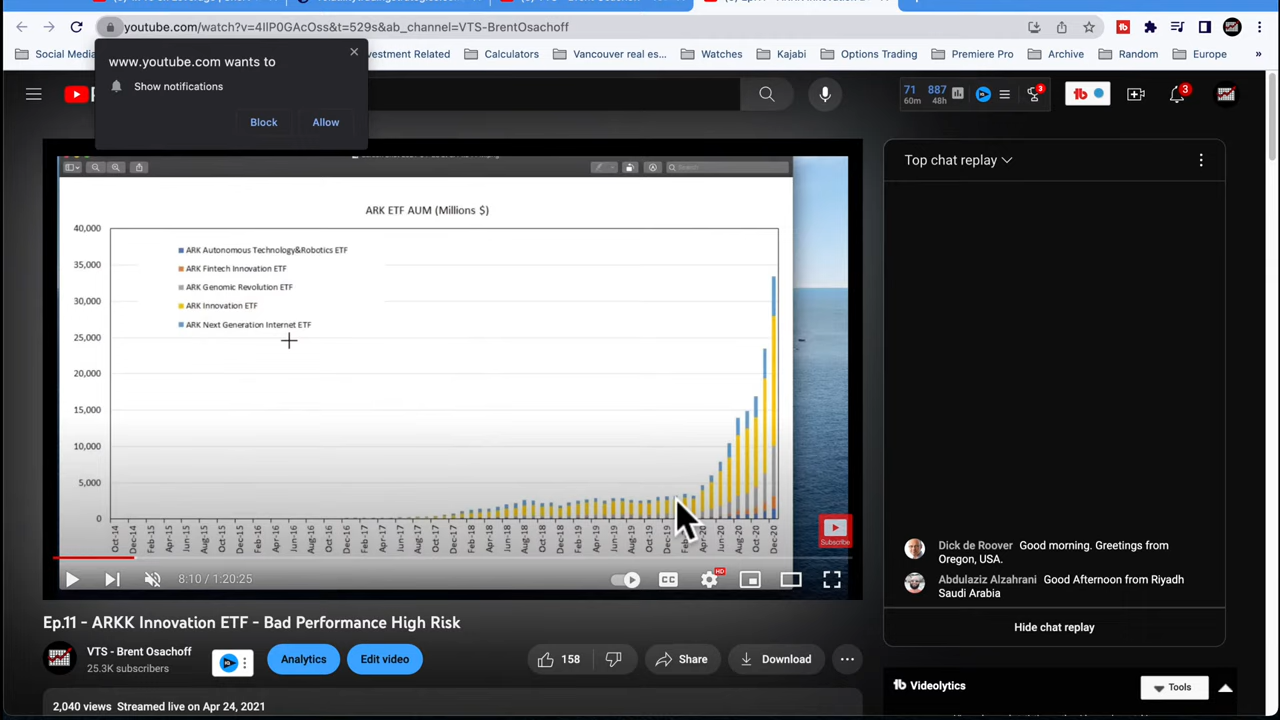 youtube.com/watch?v=4IIP0GAcOss&t=529s&ab_channel=VTS-BrentOsachoff
Social Media
vestment Related
Calculators
Vancouver real es...
Watches
Kajabi
Options Trading
Premiere Pro
Archive
Random
Europe
www.youtube.com wants to
Show notifications
Block
Allow
71
60m
887
48h
3
3
ARK ETF AUM (Millions $)
Search
40,000
35,000
30,000
25,000
20,000
15,000
10,000
5,000
0
ARK Autonomous Technology&Robotics ETF
ARK Fintech Innovation ETF
ARK Genomic Revolution ETF
ARK Innovation ETF
ARK Next Generation Internet ETF
Oct-14
Dec-14
Feb-15
Apr-15
Jun-15
Aug-15
Oct-15
Dec-15
Feb-16
Apr-16
Jun-16
Aug-16
Oct-16
Dec-16
Feb-17
Apr-17
Jun-17
Aug-17
Oct-17
Dec-17
Feb-18
Apr-18
Jun-18
Aug-18
Oct-18
Dec-18
Feb-19
Apr-19
Jun-19
Aug-19
Oct-19
Dec-19
Apr-20
Jun-20
Aug-20
Oct-20
Dec-20
Subscribe
8:10 / 1:20:25
CC
HD
Top chat replay
Dick de Roover Good morning. Greetings from
Oregon, USA.
Abdulaziz Alzahrani Good Afternoon from Riyadh
Saudi Arabia
Hide chat replay
Ep.11 - ARKK Innovation ETF - Bad Performance High Risk
VTS - Brent Osachoff
25.3K subscribers
Analytics
Edit video
158
Share
Download
2,040 views Streamed live on Apr 24, 2021
tb Videolytics
Tools